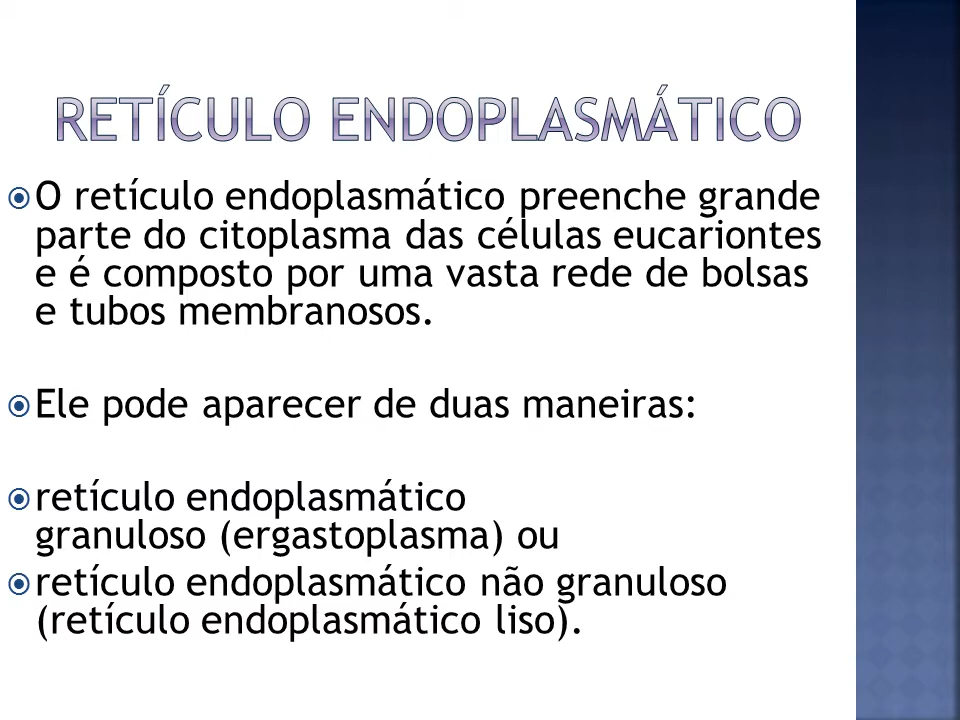 RETÍCULO ENDOPLASMÁTICO
O retículo endoplasmático preenche grande
parte do citoplasma das células eucariontes
e é composto por uma vasta rede de bolsas
e tubos membranosos.
Ele pode aparecer de duas maneiras:
retículo endoplasmático
granuloso (ergastoplasma) ou
retículo endoplasmático não granuloso
(retículo endoplasmático liso).